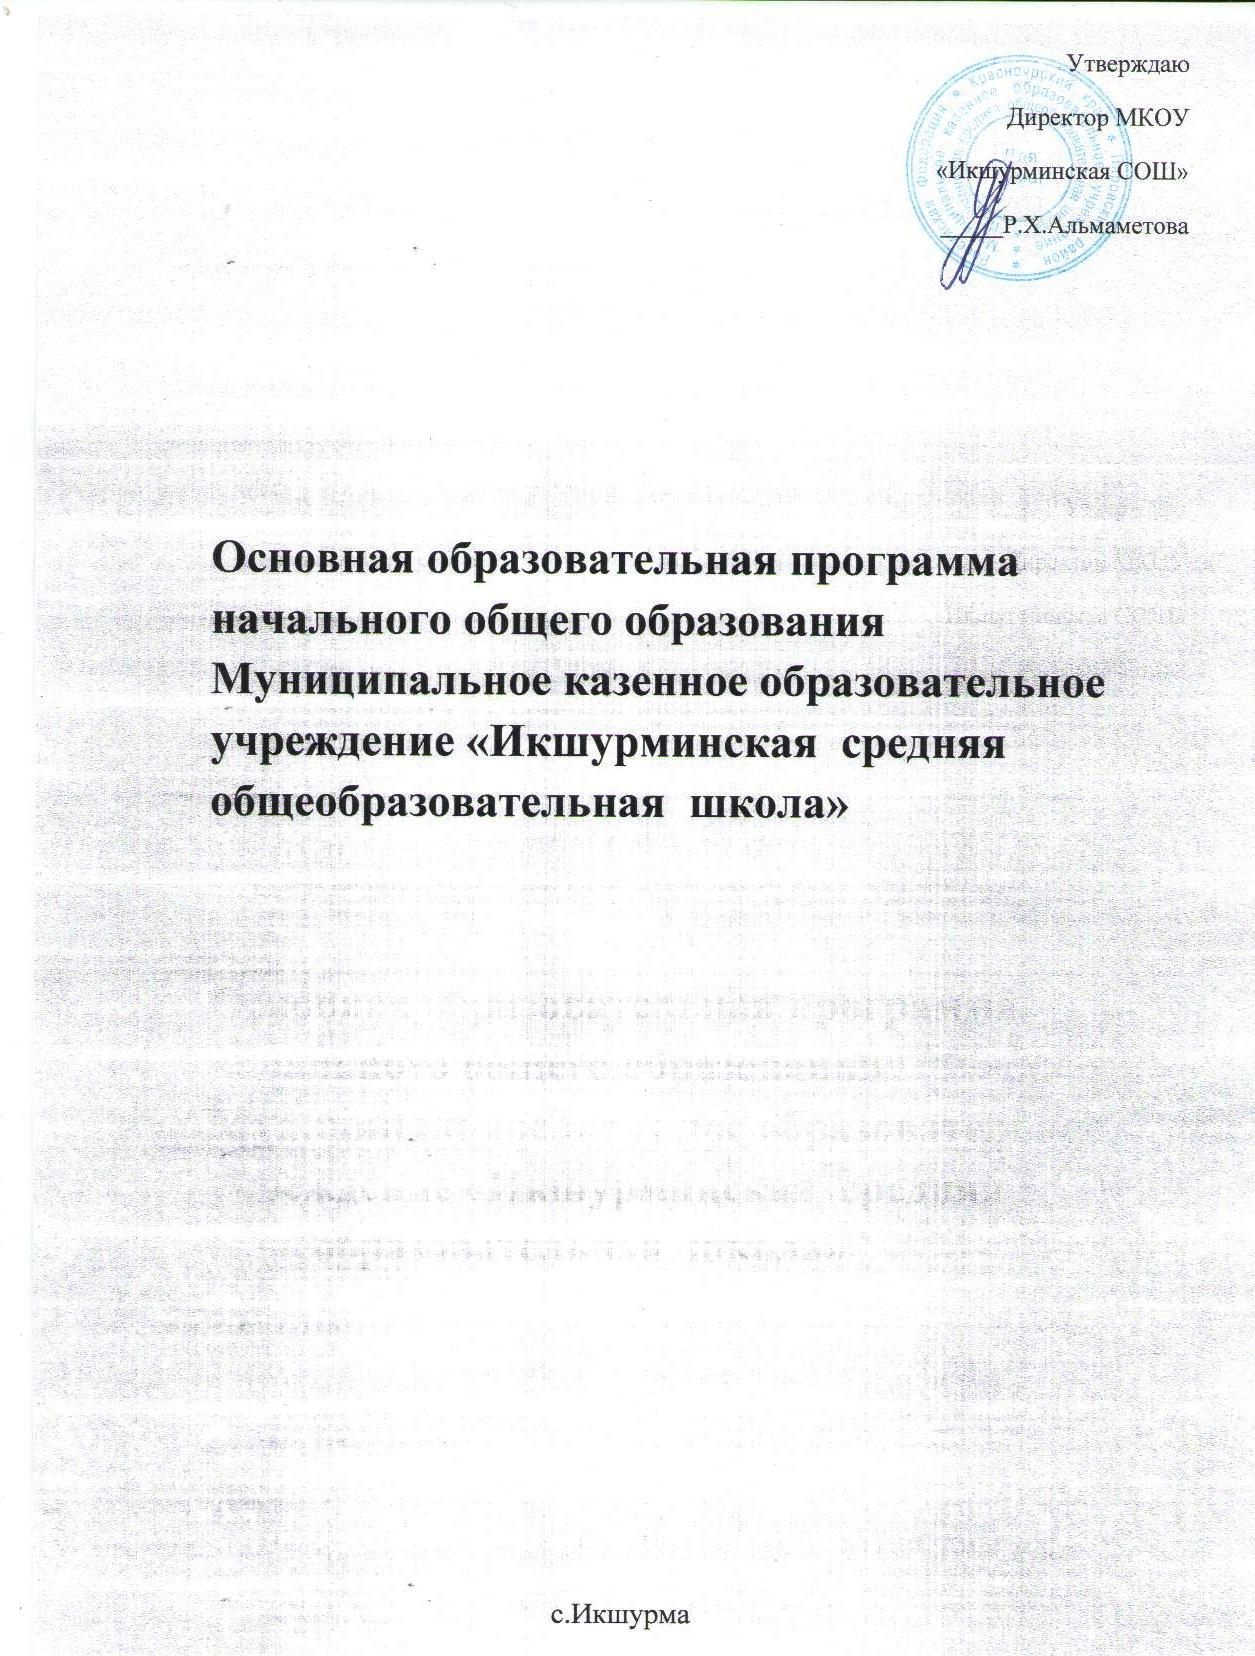 Утверждаю
Директор МКОУ
«Икшурминская СОШ»
_____Р.Х.Альмаметова
Основная образовательная программа
начального общего образования
Муниципальное казенное образовательное
учреждение «Икшурминская средняя
общеобразовательная школа»
с.Икшурма